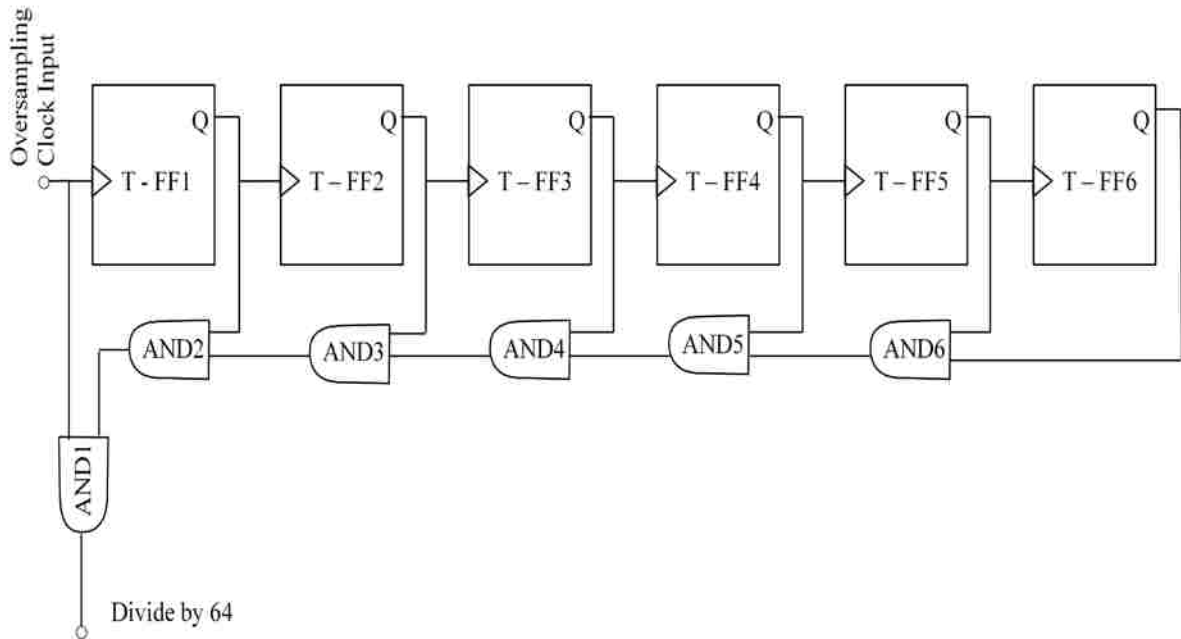 Oversampling
Clock Input
Q
Q
Q
Q
Q
Q
T - FF1
T – FF2
T – FF3
T – FF4
T – FF5
T – FF6
AND2
AND3
AND4
AND5
AND6
AND1
Divide by 64